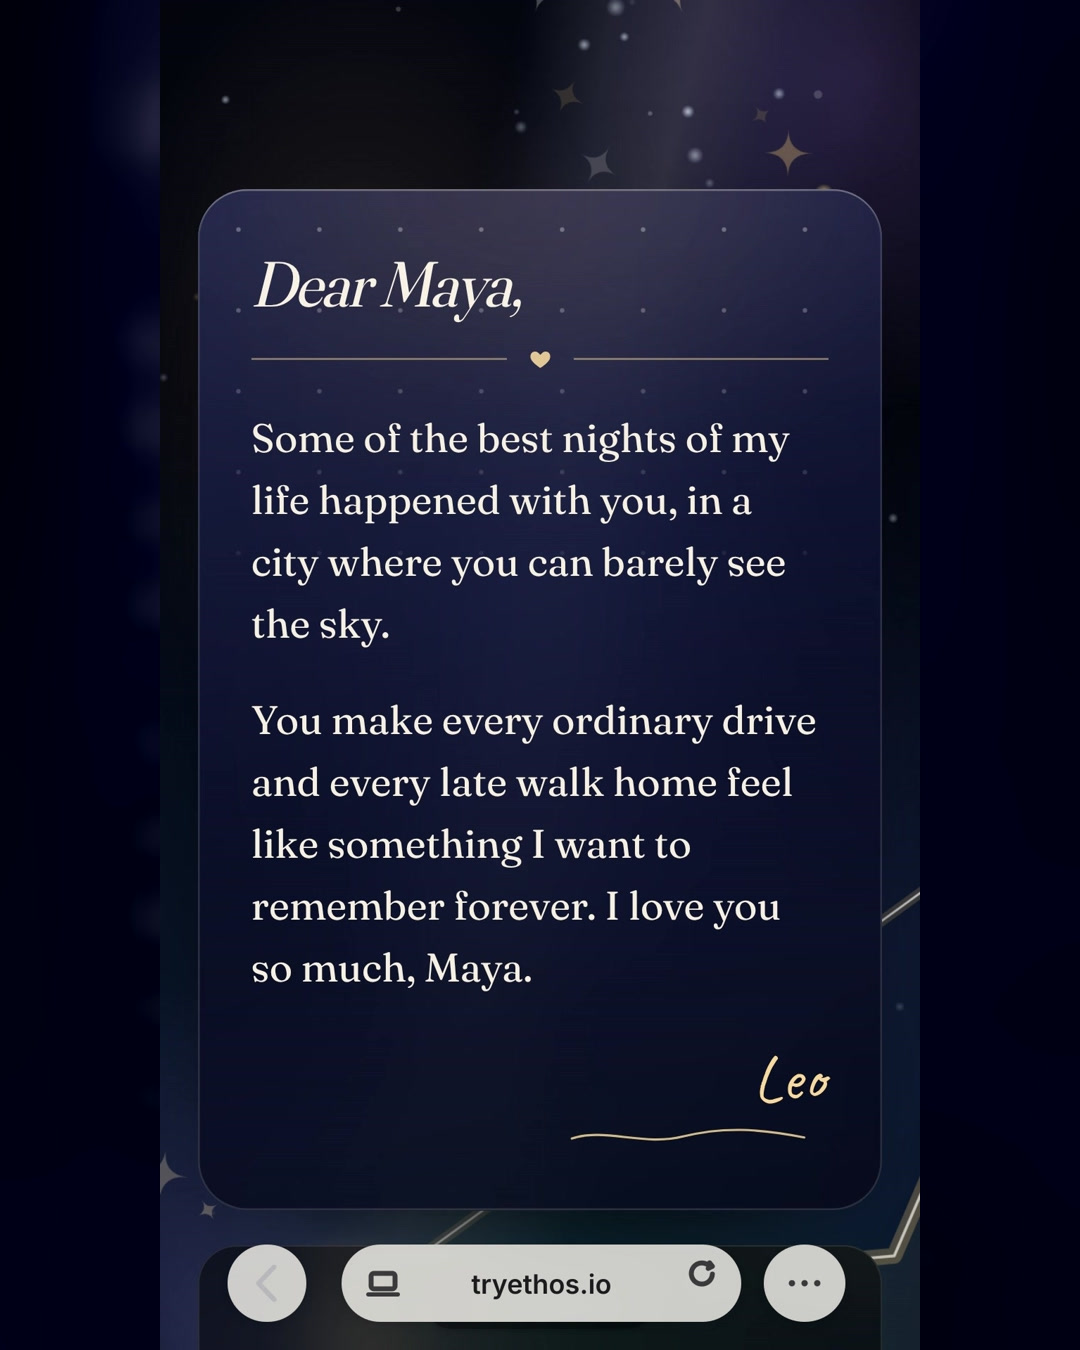 Dear Maya,
Some of the best nights of my
life happened with you, in a
city where you can barely see
the sky.
You make every ordinary drive
and every late walk home feel
like something I want to
remember forever. I love you
so much, Maya.
Leo
tryethos.io